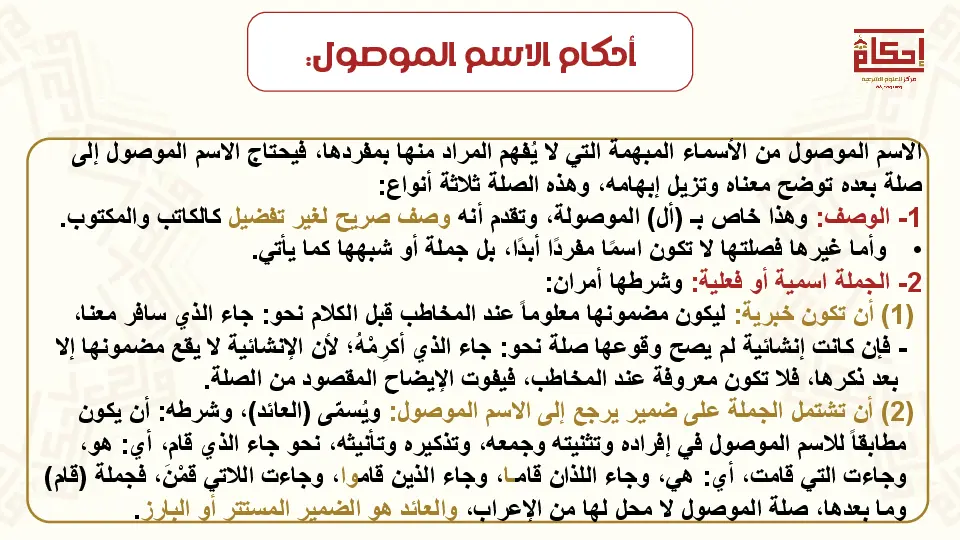 أحكام الاسم الموصول:
إحكام
مركز للعلوم الشرعية
الاسم الموصول من الأسماء المبهمة التي لا يُفهم المراد منها بمفردها، فيحتاج الاسم الموصول إلى
صلة بعده توضح معناه وتزيل إبهامه، وهذه الصلة ثلاثة أنواع:
1- الوصف: وهذا خاص بـ (أل) الموصولة، وتقدم أنه وصف صريح لغير تفضيل كالكاتب والمكتوب.
• وأما غيرها فصلتها لا تكون اسمًا مفردًا أبدًا، بل جملة أو شبهها كما يأتي.
2- الجملة اسمية أو فعلية: وشرطها أمران:
(1) أن تكون خبرية: ليكون مضمونها معلوماً عند المخاطب قبل الكلام نحو: جاء الذي سافر معنا،
- فإن كانت إنشائية لم يصح وقوعها صلة نحو: جاء الذي أكرِمْهُ؛ لأن الإنشائية لا يقع مضمونها إلا
بعد ذكرها، فلا تكون معروفة عند المخاطب، فيفوت الإيضاح المقصود من الصلة.
(2) أن تشتمل الجملة على ضمير يرجع إلى الاسم الموصول: ويُسمّى (العائد)، وشرطه: أن يكون
مطابقاً للاسم الموصول في إفراده وتثنيته وجمعه، وتذكيره وتأنيثه، نحو جاء الذي قام، أي: هو،
وجاءت التي قامت، أي: هي، وجاء اللذان قامـا، وجاء الذين قاموا، وجاءت اللاتي قمْنَ، فجملة (قام)
وما بعدها، صلة الموصول لا محل لها من الإعراب، والعائد هو الضمير المستتر أو البارز.